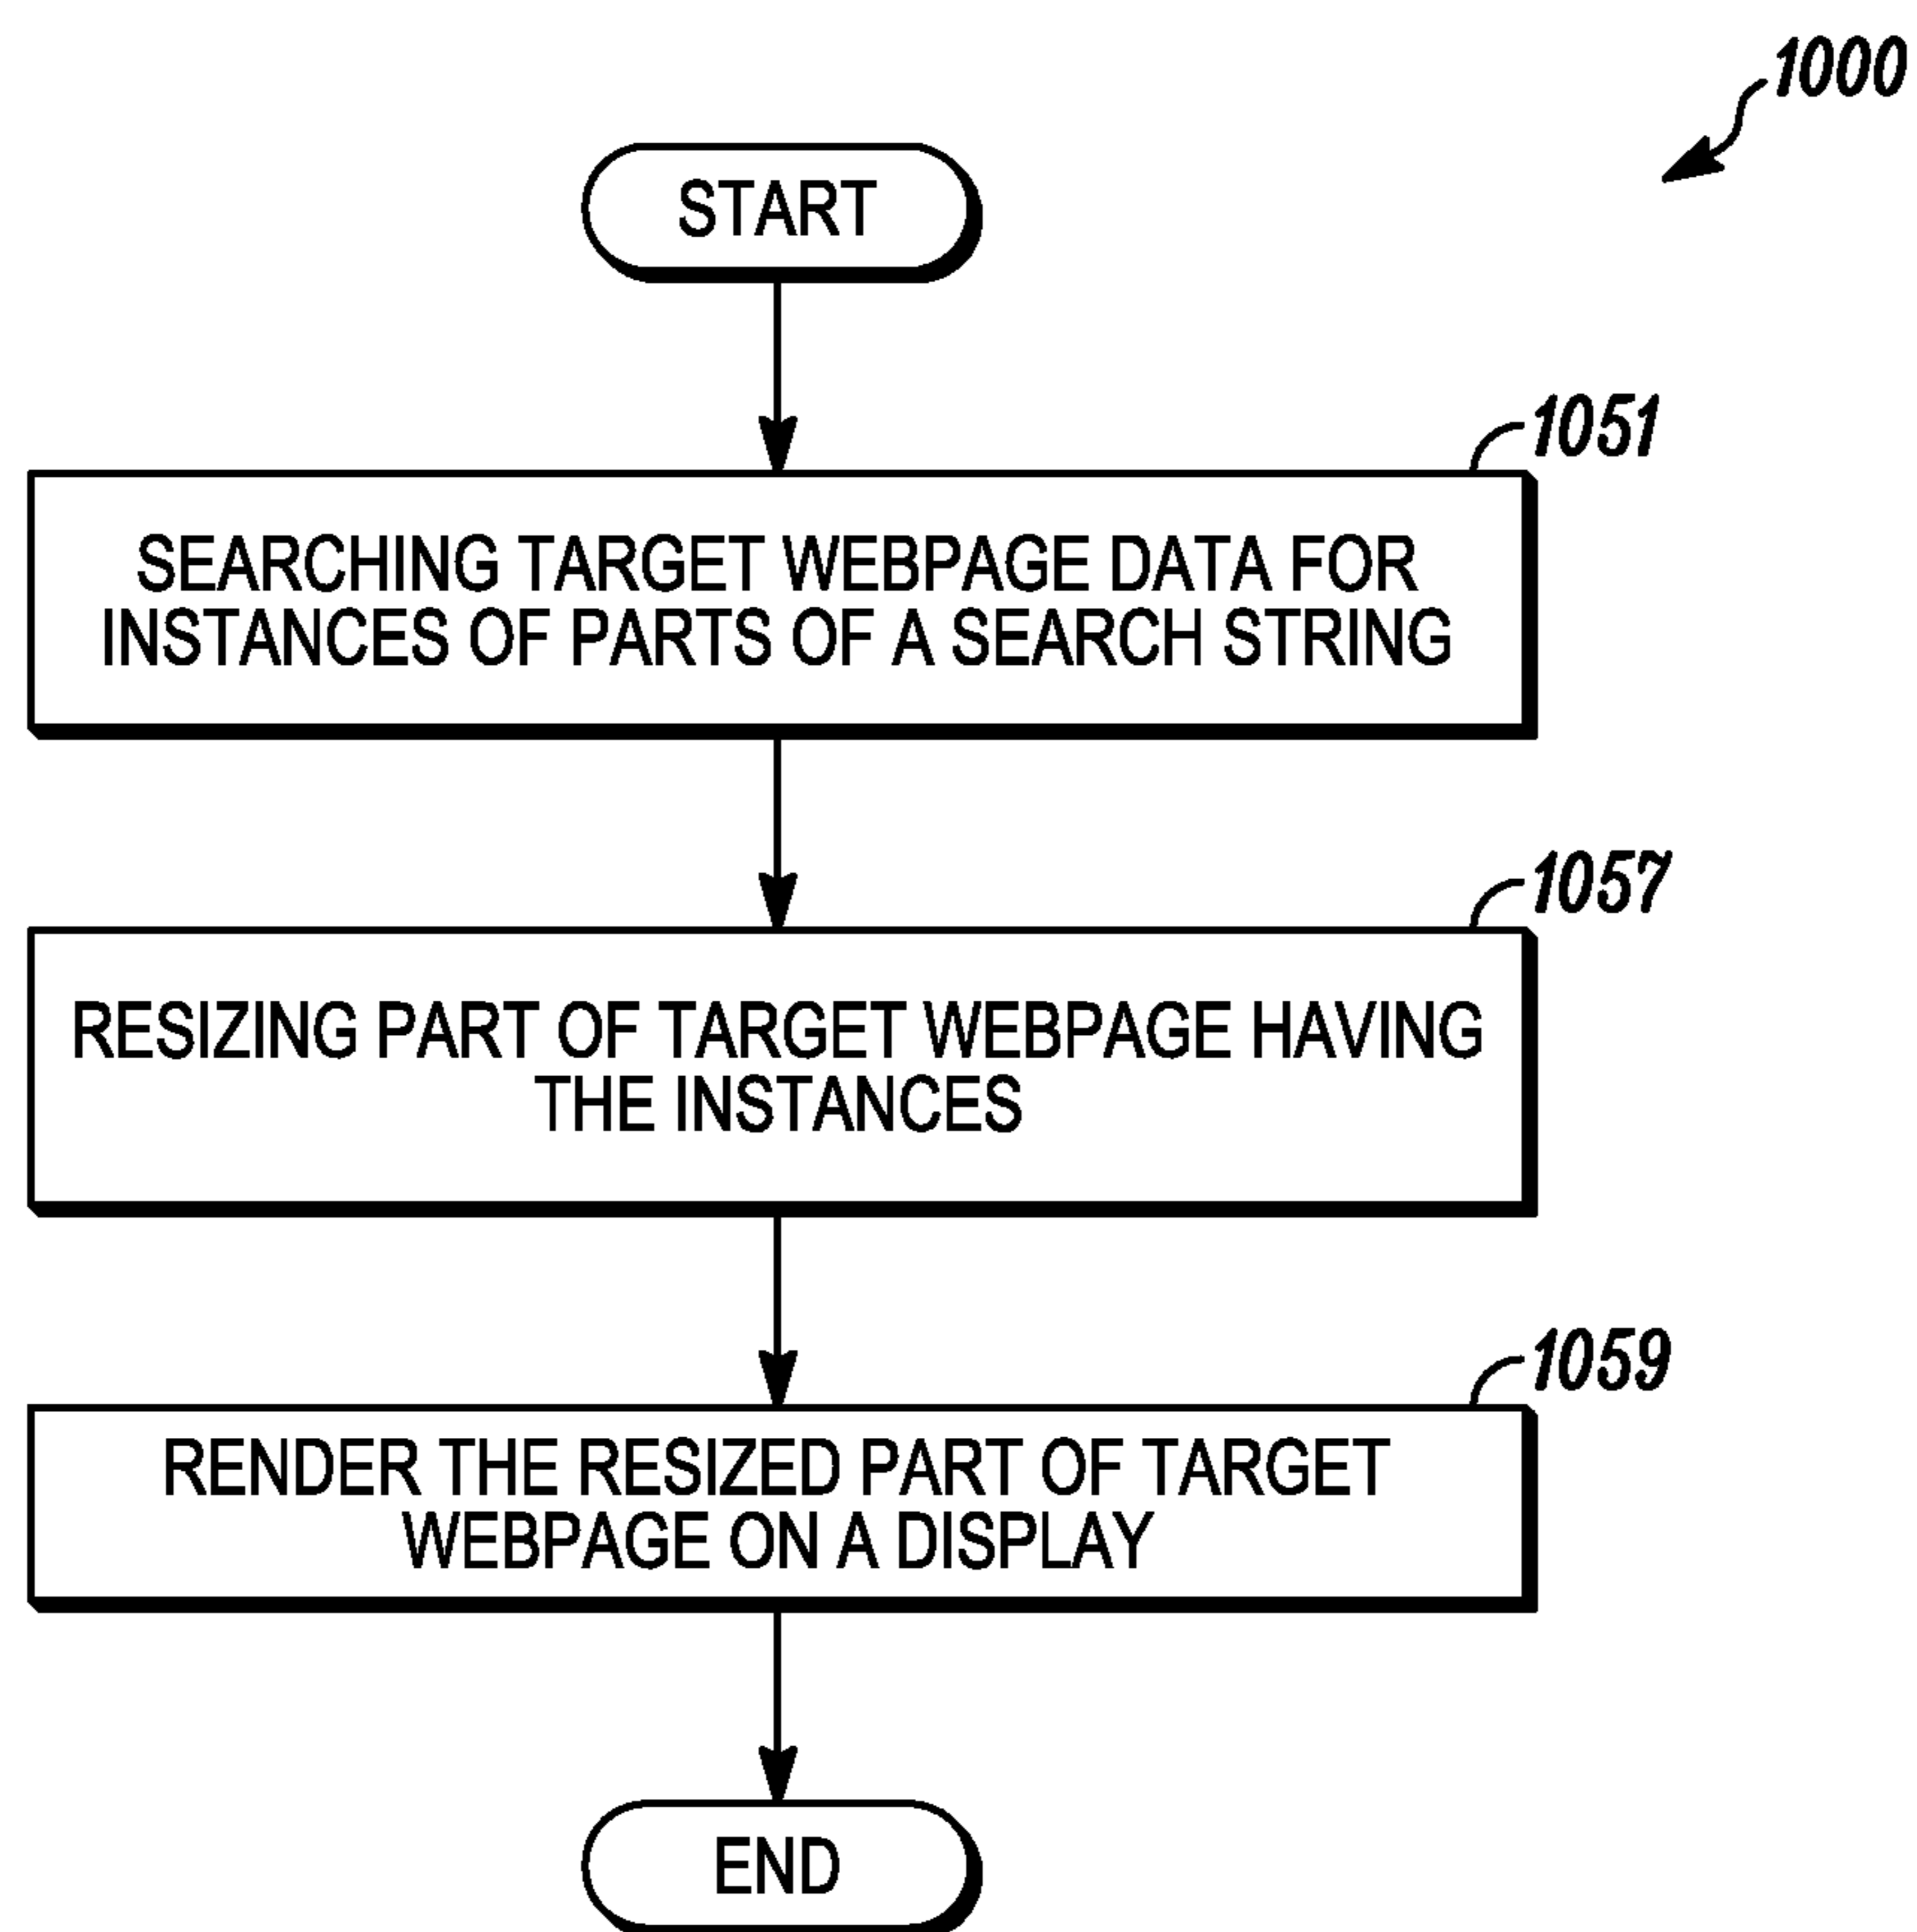 1000
START
1051
SEARCHING TARGET WEBPAGE DATA FOR
INSTANCES OF PARTS OF A SEARCH STRING
1057
RESIZING PART OF TARGET WEBPAGE HAVING
THE INSTANCES
1059
RENDER THE RESIZED PART OF TARGET
WEBPAGE ON A DISPLAY
END